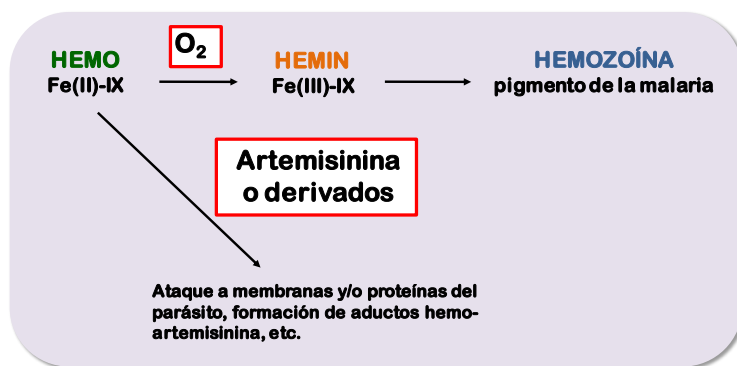 O2
HEMO
HEMIN
HEMOZOÍNA
Fe(II)-IX
Fe(III)-IX
pigmento de la malaria
Artemisinina
o derivados
Ataque a membranas y/o proteínas del
parásito, formación de aductos hemo-
artemisinina, etc.